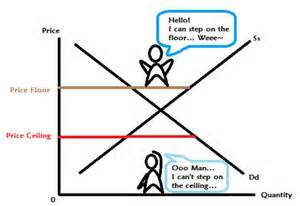 Hello!
I can step on the
floor... Weee~
Price
Ss
Price Floor
Price Ceiling
Ooo Man...
I can't step on
the ceiling...
Dd
0
Quantity